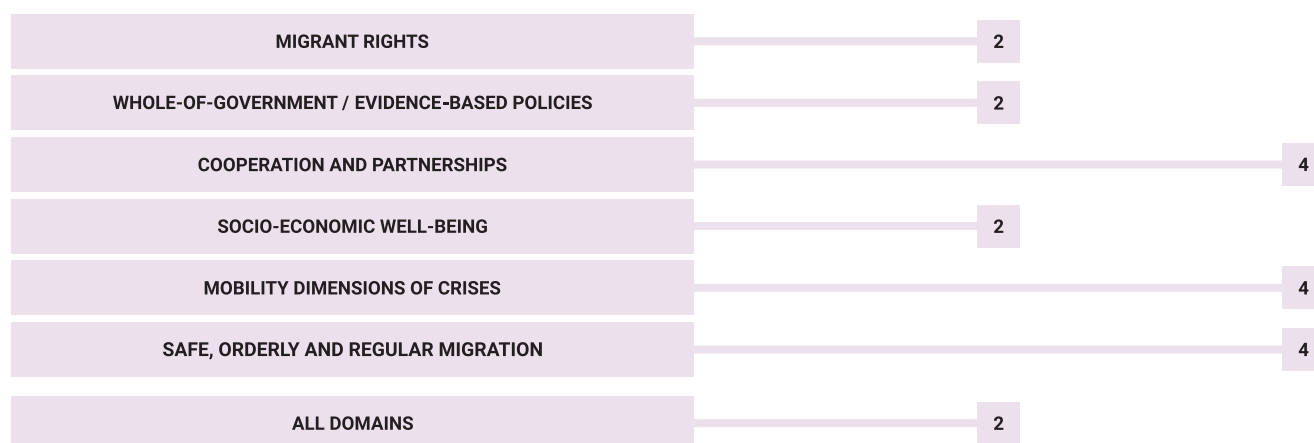 MIGRANT RIGHTS 2
WHOLE-OF-GOVERNMENT / EVIDENCE-BASED POLICIES 2
COOPERATION AND PARTNERSHIPS 4
SOCIO-ECONOMIC WELL-BEING 2
MOBILITY DIMENSIONS OF CRISES 4
SAFE, ORDERLY AND REGULAR MIGRATION 4
ALL DOMAINS 2